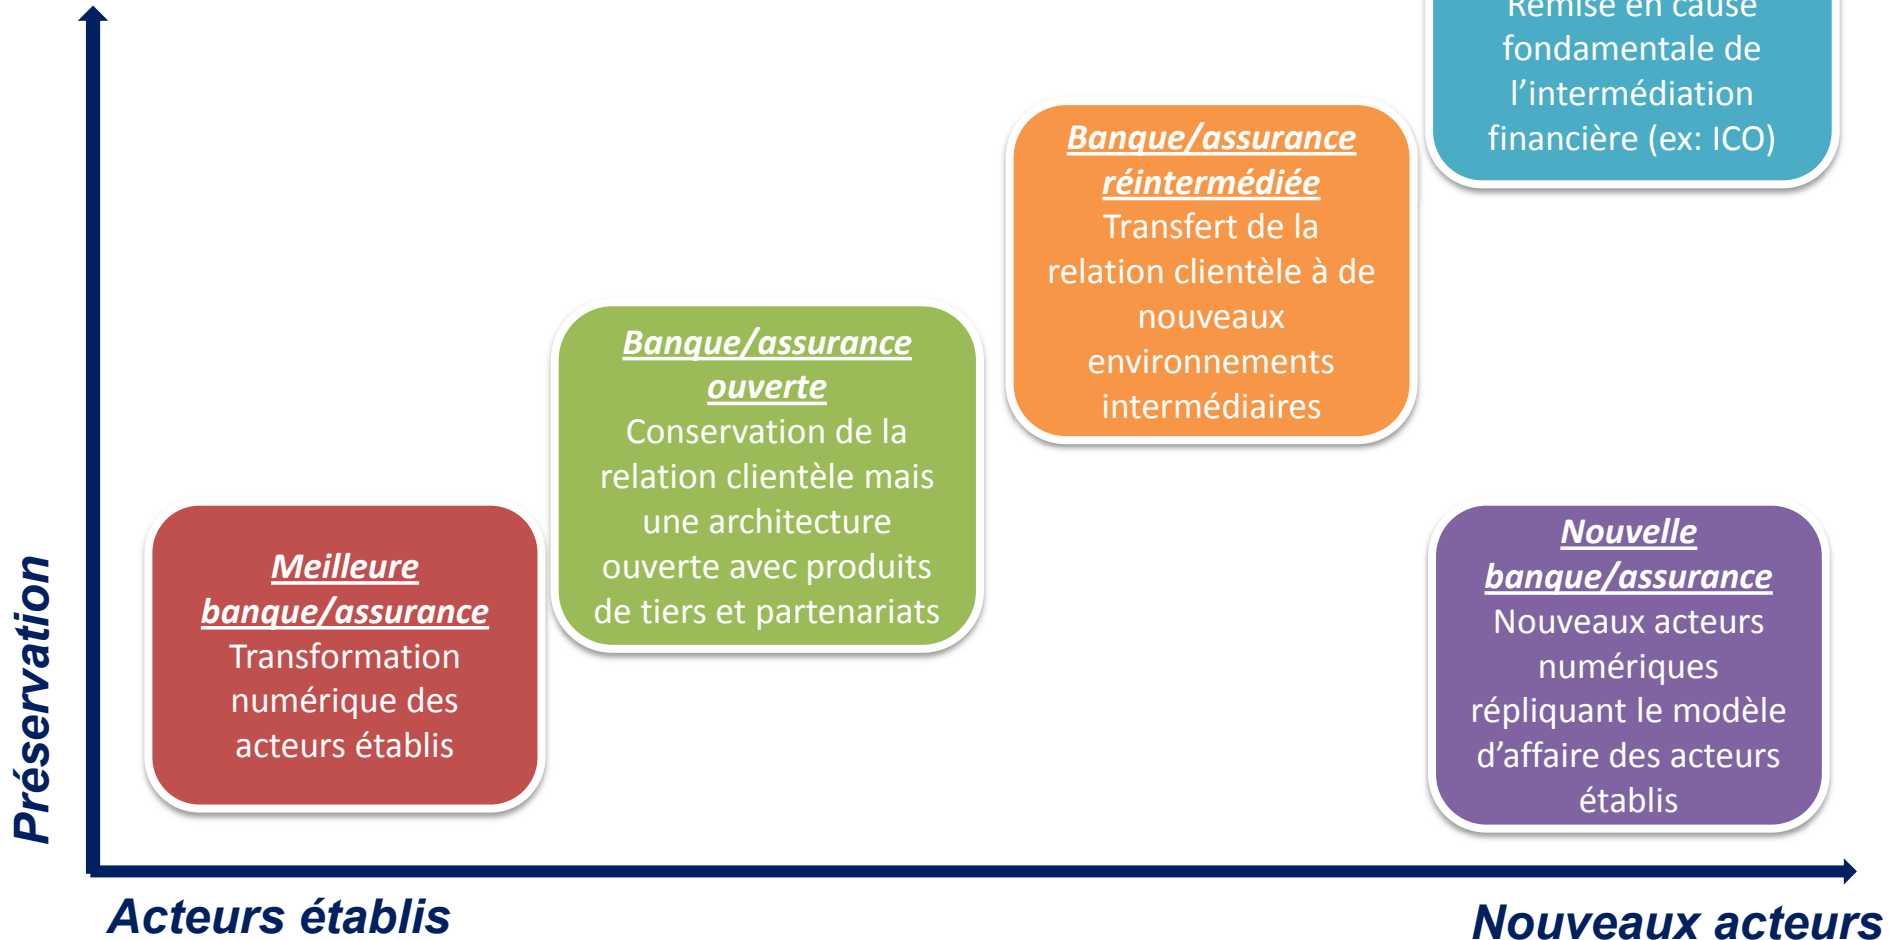 Remise en cause
fondamentale de
l’intermédiation
financière (ex: ICO)
Banque/assurance
réintermédiée
Transfert de la
relation clientèle à de
nouveaux
environnements
intermédiaires
Banque/assurance
ouverte
Conservation de la
relation clientèle mais
une architecture
ouverte avec produits
de tiers et partenariats
Meilleure
banque/assurance
Transformation
numérique des
acteurs établis
Nouvelle
banque/assurance
Nouveaux acteurs
numériques
répliquant le modèle
d’affaire des acteurs
établis
Préservation
Acteurs établis
Nouveaux acteurs